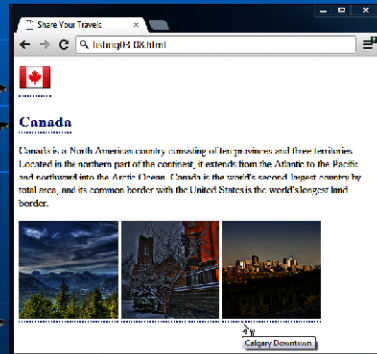 Share Your Travels
listing03-08.html
Canada
Canada is a North American country consisting of ten provinces and three territories.
Located in the northern part of the continent, it extends from the Atlantic to the Pacific
and northward into the Arctic Ocean. Canada is the world's second largest country by
total area, and its common border with the United States is the world's longest land
border.
Calgary Downtown